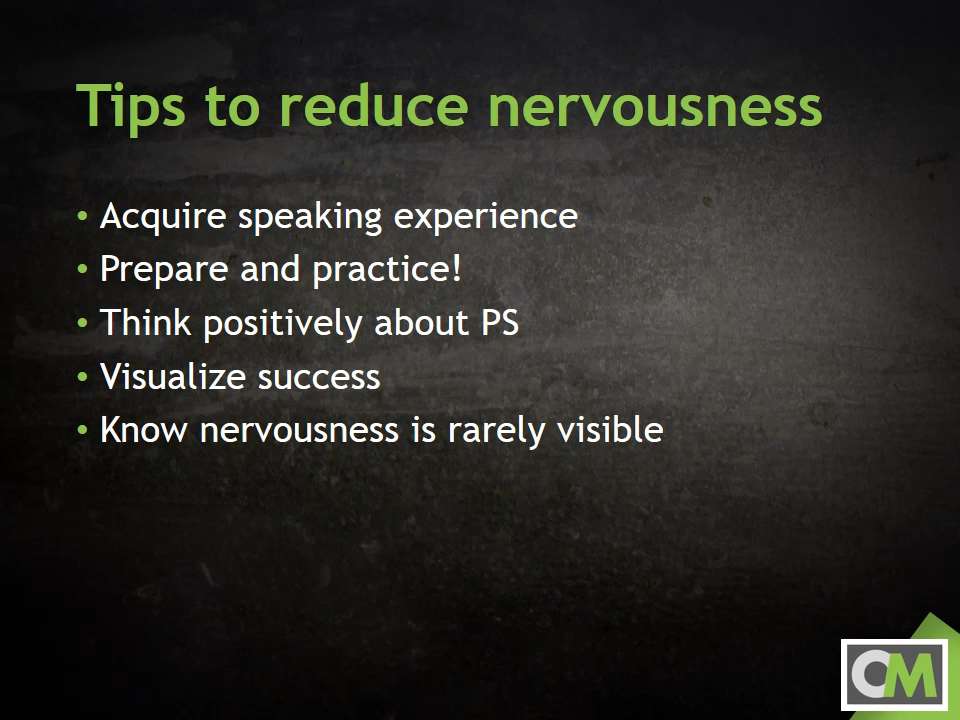 Tips to reduce nervousness
• Acquire speaking experience
• Prepare and practice!
• Think positively about PS
• Visualize success
• Know nervousness is rarely visible
CM